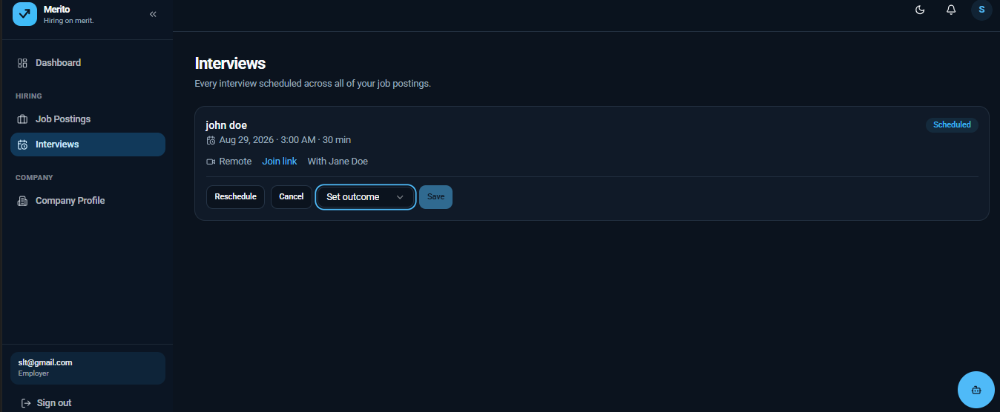 Merito
Hiring on merit.
S
Dashboard
HIRING
Job Postings
Interviews
COMPANY
Company Profile
slt@gmail.com
Employer
Sign out
Interviews
Every interview scheduled across all of your job postings.
john doe
Scheduled
Aug 29, 2026 · 3:00 AM · 30 min
Remote Join link With Jane Doe
Reschedule Cancel Set outcome Save